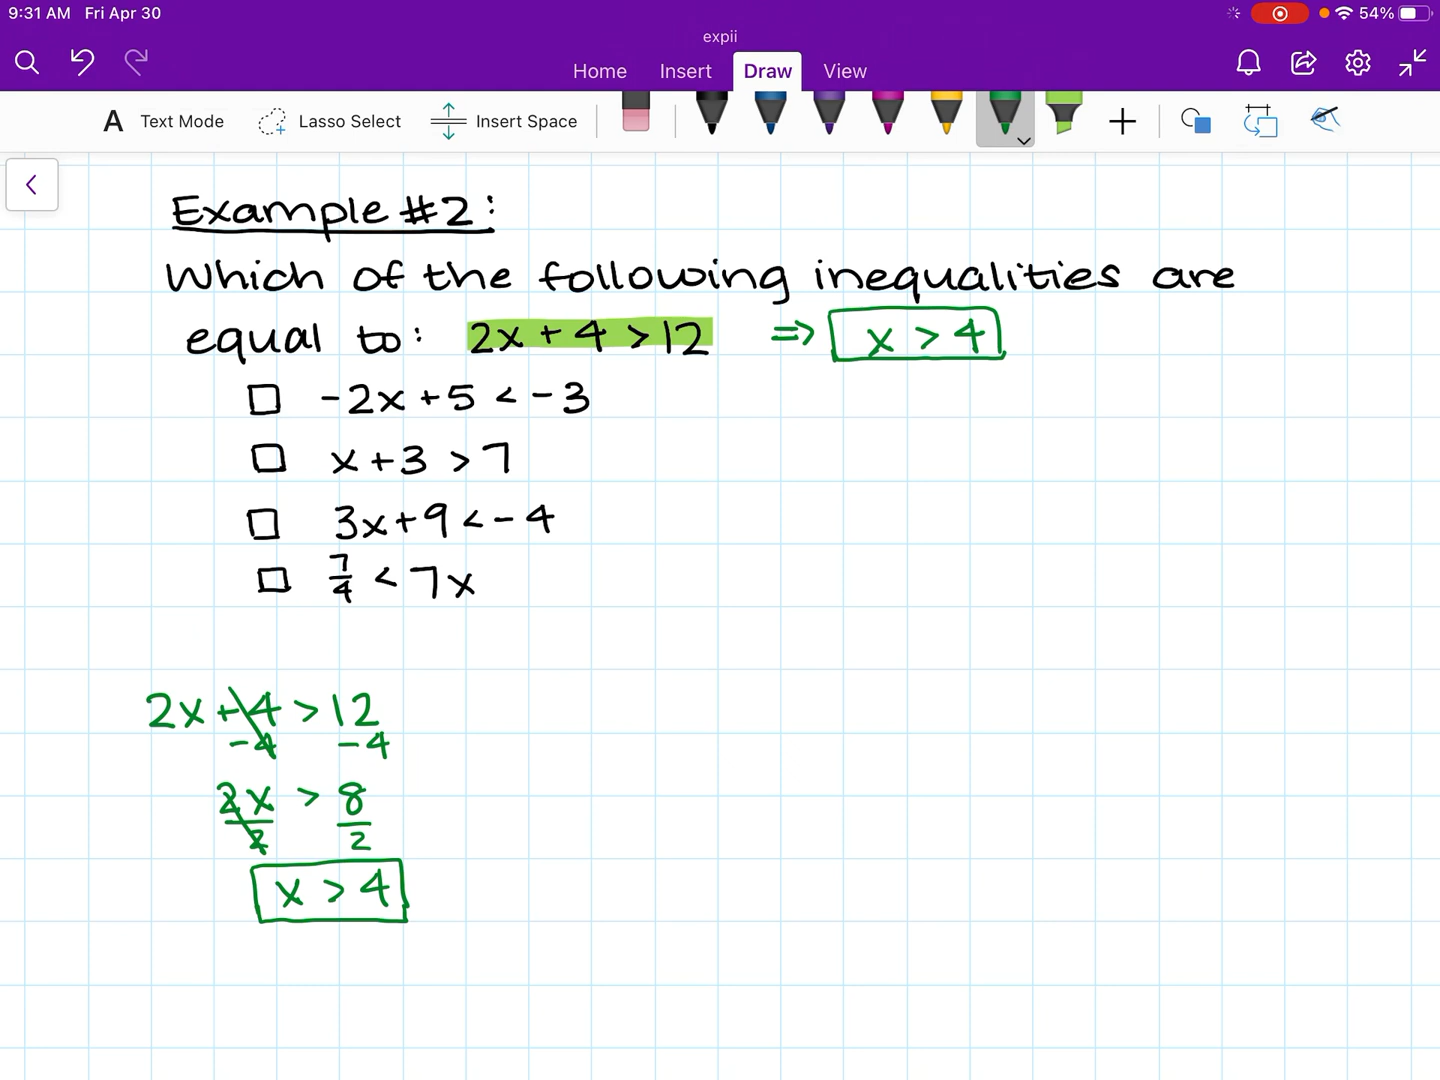 9:31 AM Fri Apr 30 54%
expii
Home Insert Draw View
A Text Mode Lasso Select Insert Space
Example #2:
Which of the following inequalities are
equal to: 2x + 4 > 12 => x > 4
-2x + 5 < -3
x + 3 > 7
3x + 9 < -4
7/4 < 7x
2x + 4 > 12
-4 -4
2x > 8
2 2
x > 4